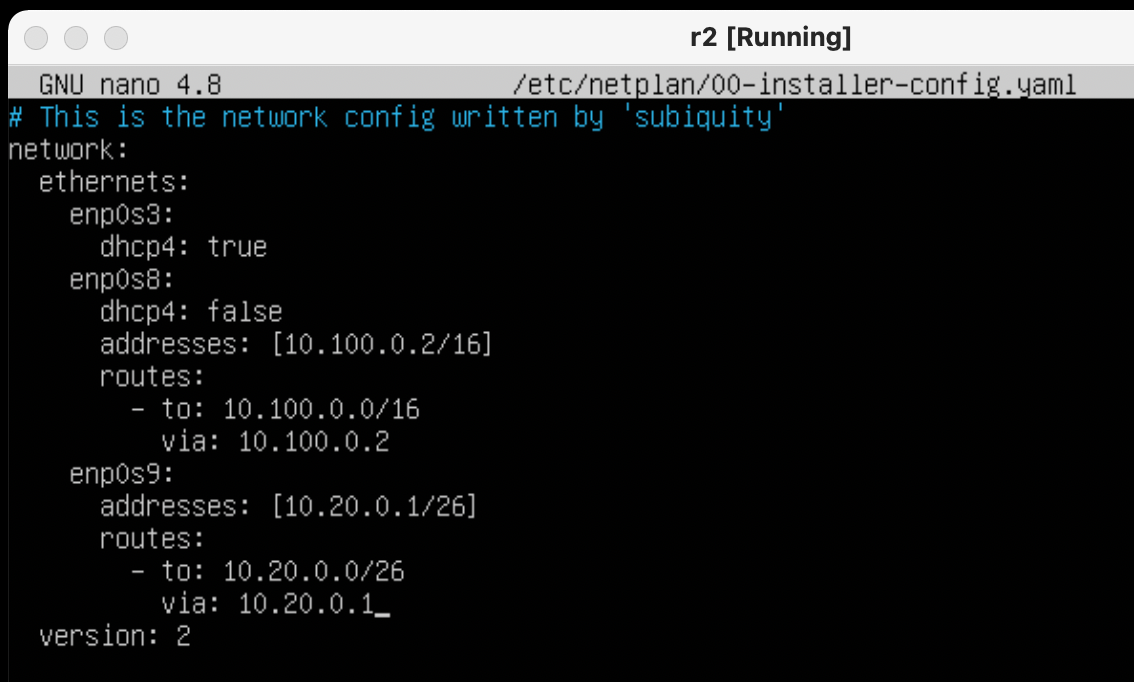 r2 [Running]
GNU nano 4.8 /etc/netplan/00-installer-config.yaml
# This is the network config written by 'subiquity'
network:
  ethernets:
    enp0s3:
      dhcp4: true
    enp0s8:
      dhcp4: false
      addresses: [10.100.0.2/16]
      routes:
        - to: 10.100.0.0/16
          via: 10.100.0.2
    enp0s9:
      addresses: [10.20.0.1/26]
      routes:
        - to: 10.20.0.0/26
          via: 10.20.0.1_
  version: 2